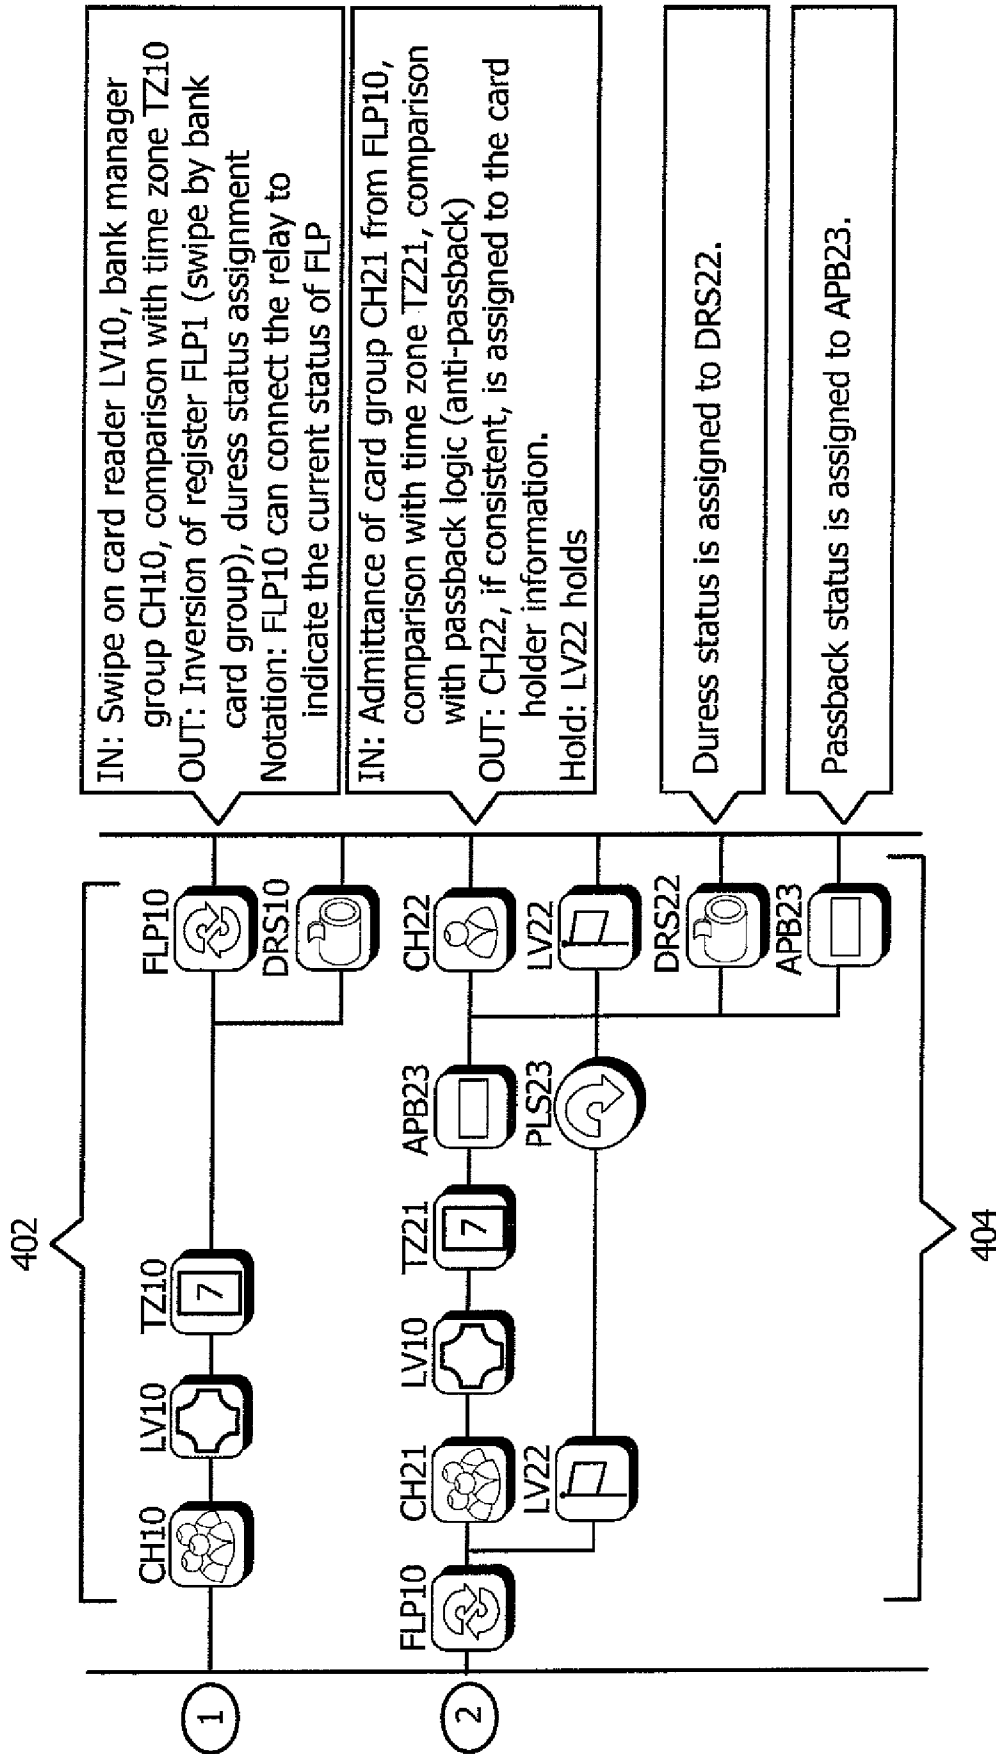 402
1
CH10
LV10
TZ10
FLP10
DRS10
7
IN: Swipe on card reader LV10, bank manager
group CH10, comparison with time zone TZ10
OUT: Inversion of register FLP1 (swipe by bank
card group), duress status assignment
Notation: FLP10 can connect the relay to
indicate the current status of FLP
2
FLP10
CH21
LV10
TZ21
APB23
CH22
7
LV22
PLS23
LV22
DRS22
APB23
IN: Admittance of card group CH21 from FLP10,
comparison with time zone TZ21, comparison
with passback logic (anti-passback)
OUT: CH22, if consistent, is assigned to the card
holder information.
Hold: LV22 holds
Duress status is assigned to DRS22.
Passback status is assigned to APB23.
404